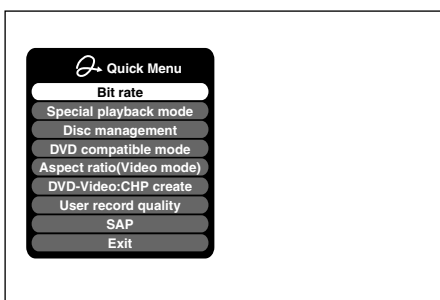 Quick Menu
Bit rate
Special playback mode
Disc management
DVD compatible mode
Aspect ratio(Video mode)
DVD-Video:CHP create
User record quality
SAP
Exit